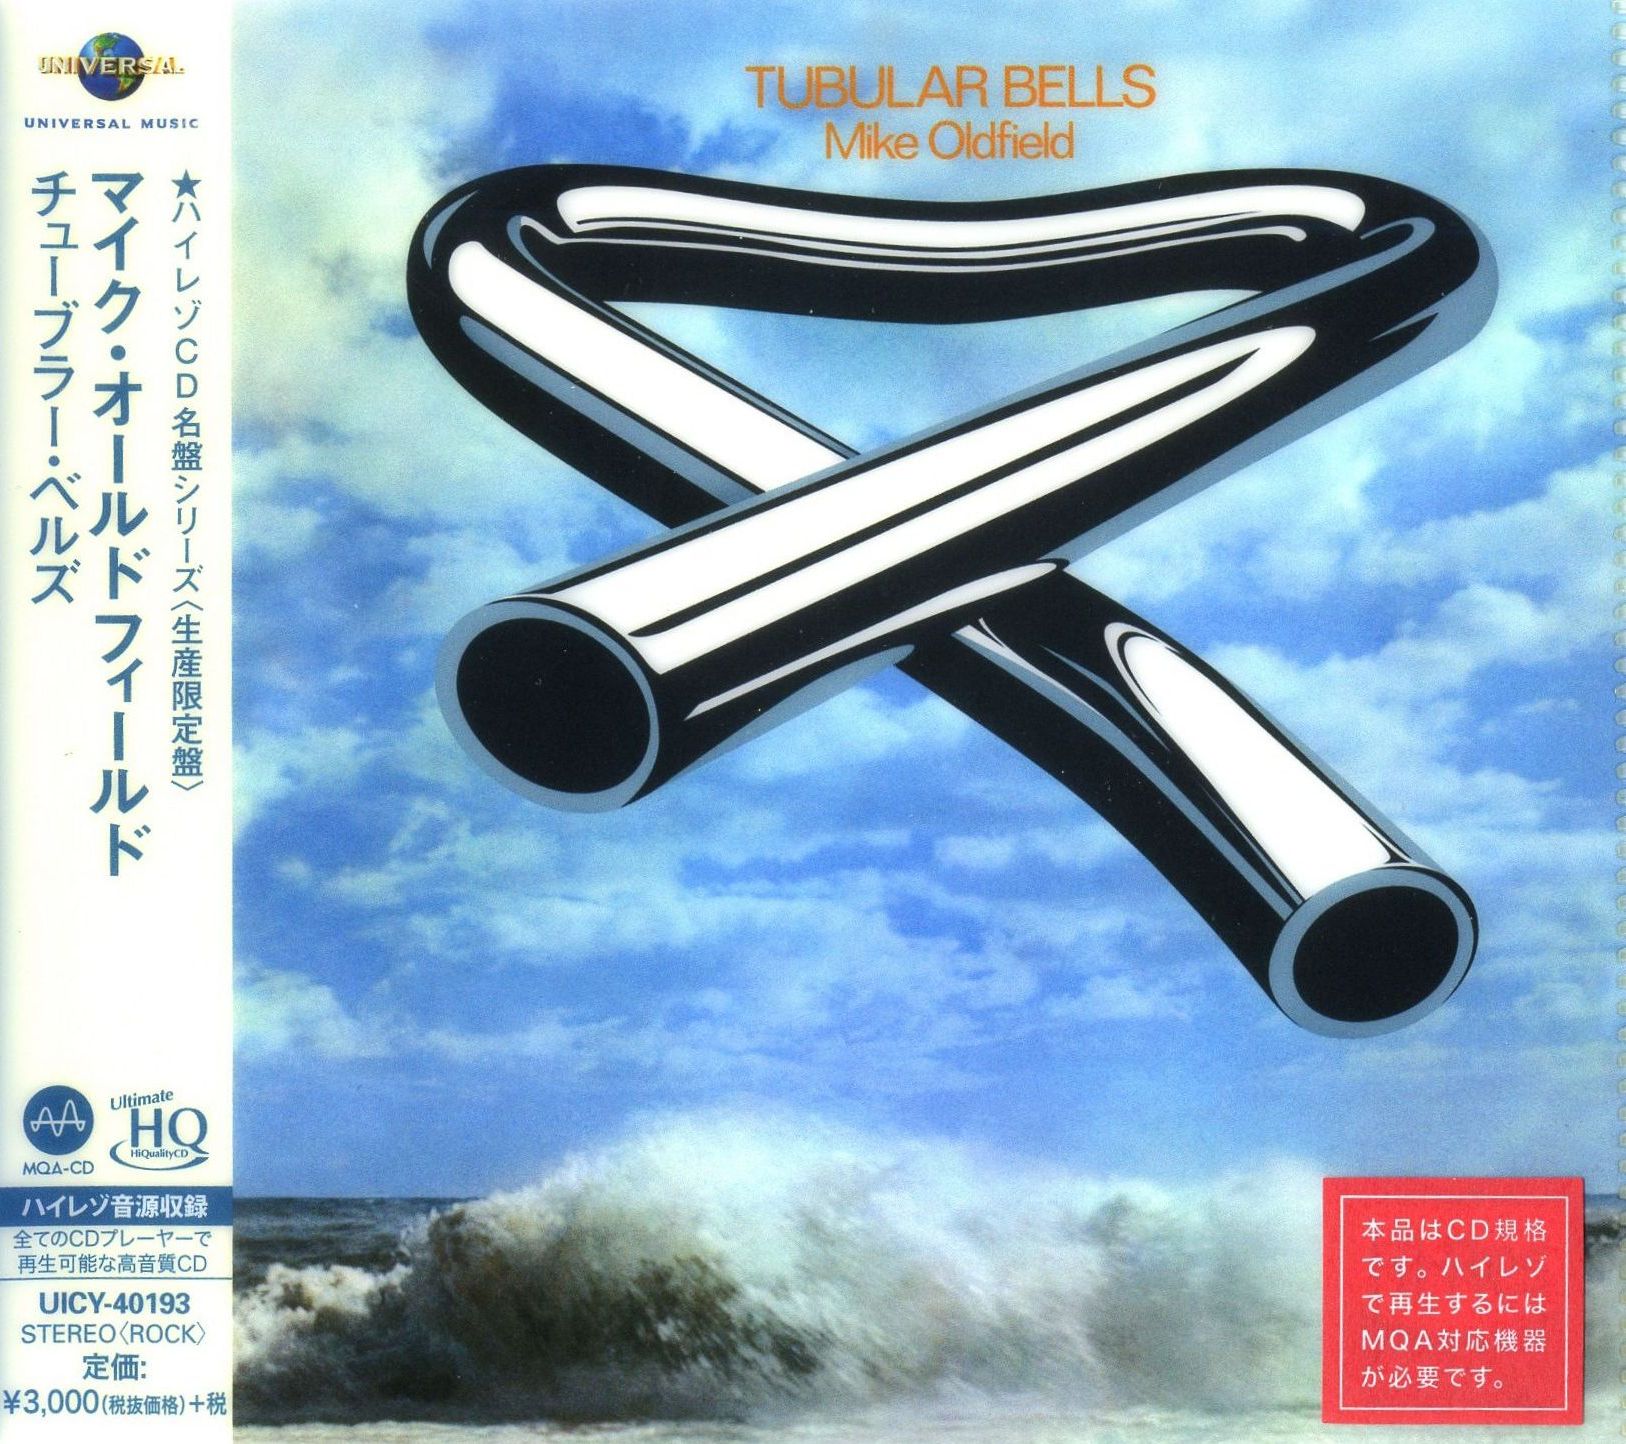 UNIVERSAL
UNIVERSAL MUSIC
★ハイレゾCD名盤シリーズ〈生産限定盤〉
マイク・オールドフィールド
チューブラー・ベルズ
MQA-CD
Ultimate
HQ
HiQualityCD
ハイレゾ音源収録
全てのCDプレーヤーで
再生可能な高音質CD
UICY-40193
STEREO〈ROCK〉
定価:
¥3,000(税抜価格)+税
TUBULAR BELLS
Mike Oldfield
本品はCD規格
です。ハイレゾ
で再生するには
MQA対応機器
が必要です。